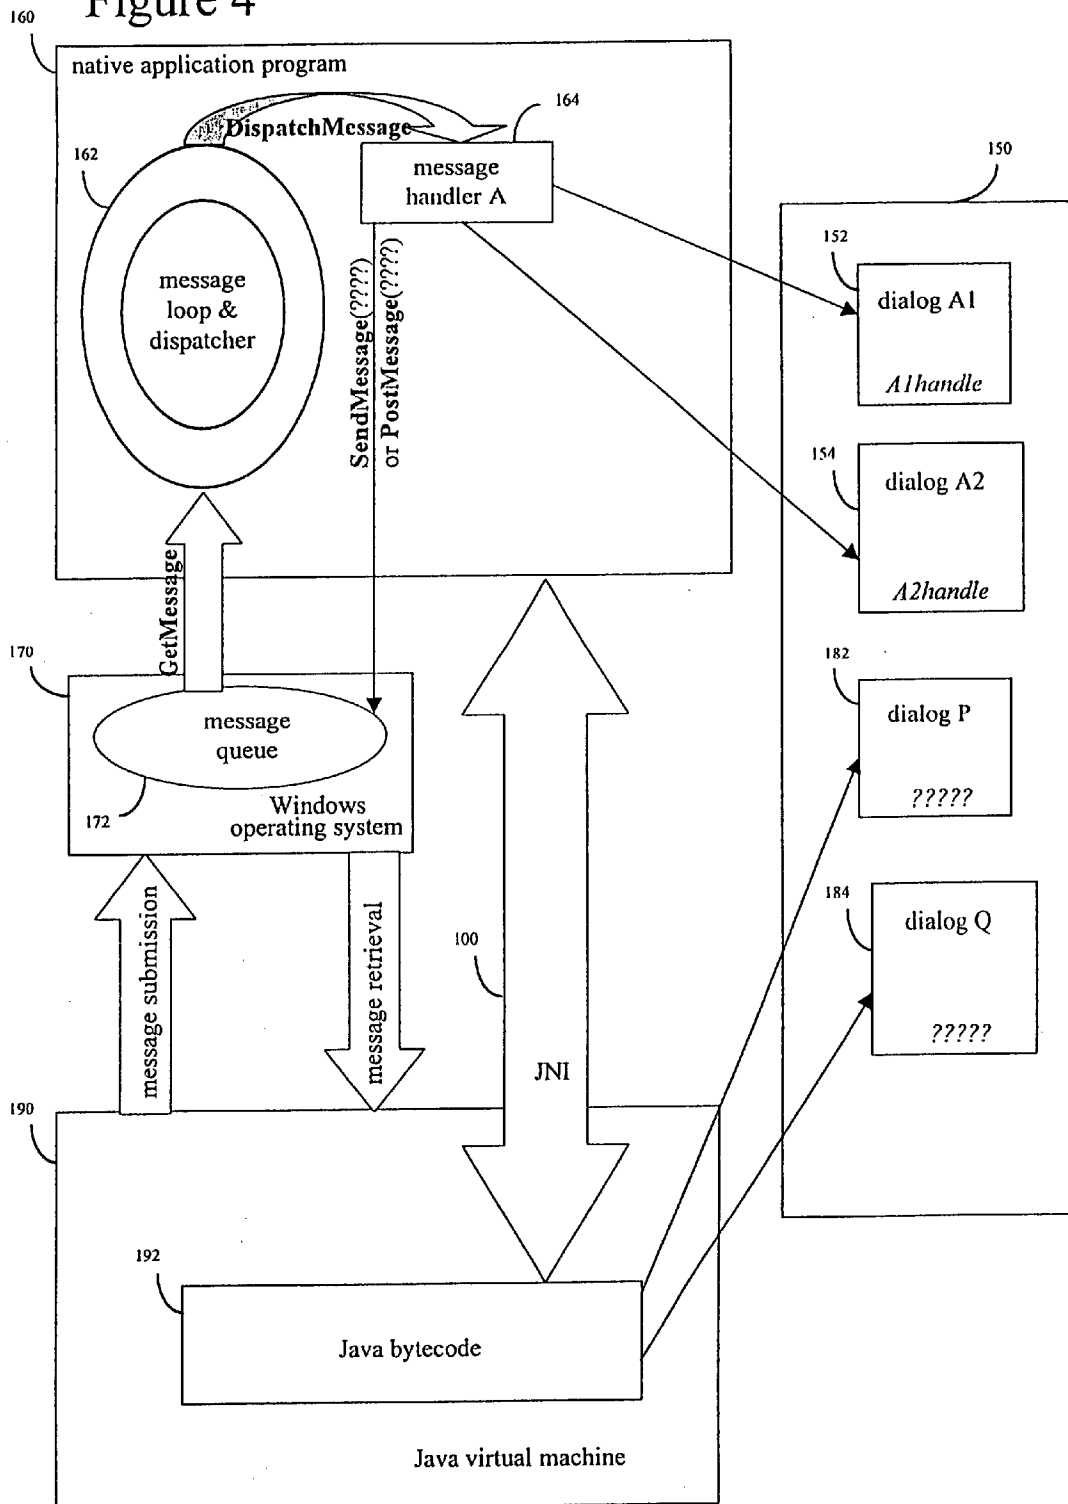 Figure 4
160
native application program
DispatchMessage
164
162
message
handler A
150
152
message
loop &
dispatcher
SendMessage(????)
or PostMessage(????)
dialog A1
A1handle
154
dialog A2
A2handle
GetMessage
170
message
queue
172
Windows
operating system
182
dialog P
?????
184
dialog Q
?????
message submission
message retrieval
100
JNI
190
192
Java bytecode
Java virtual machine